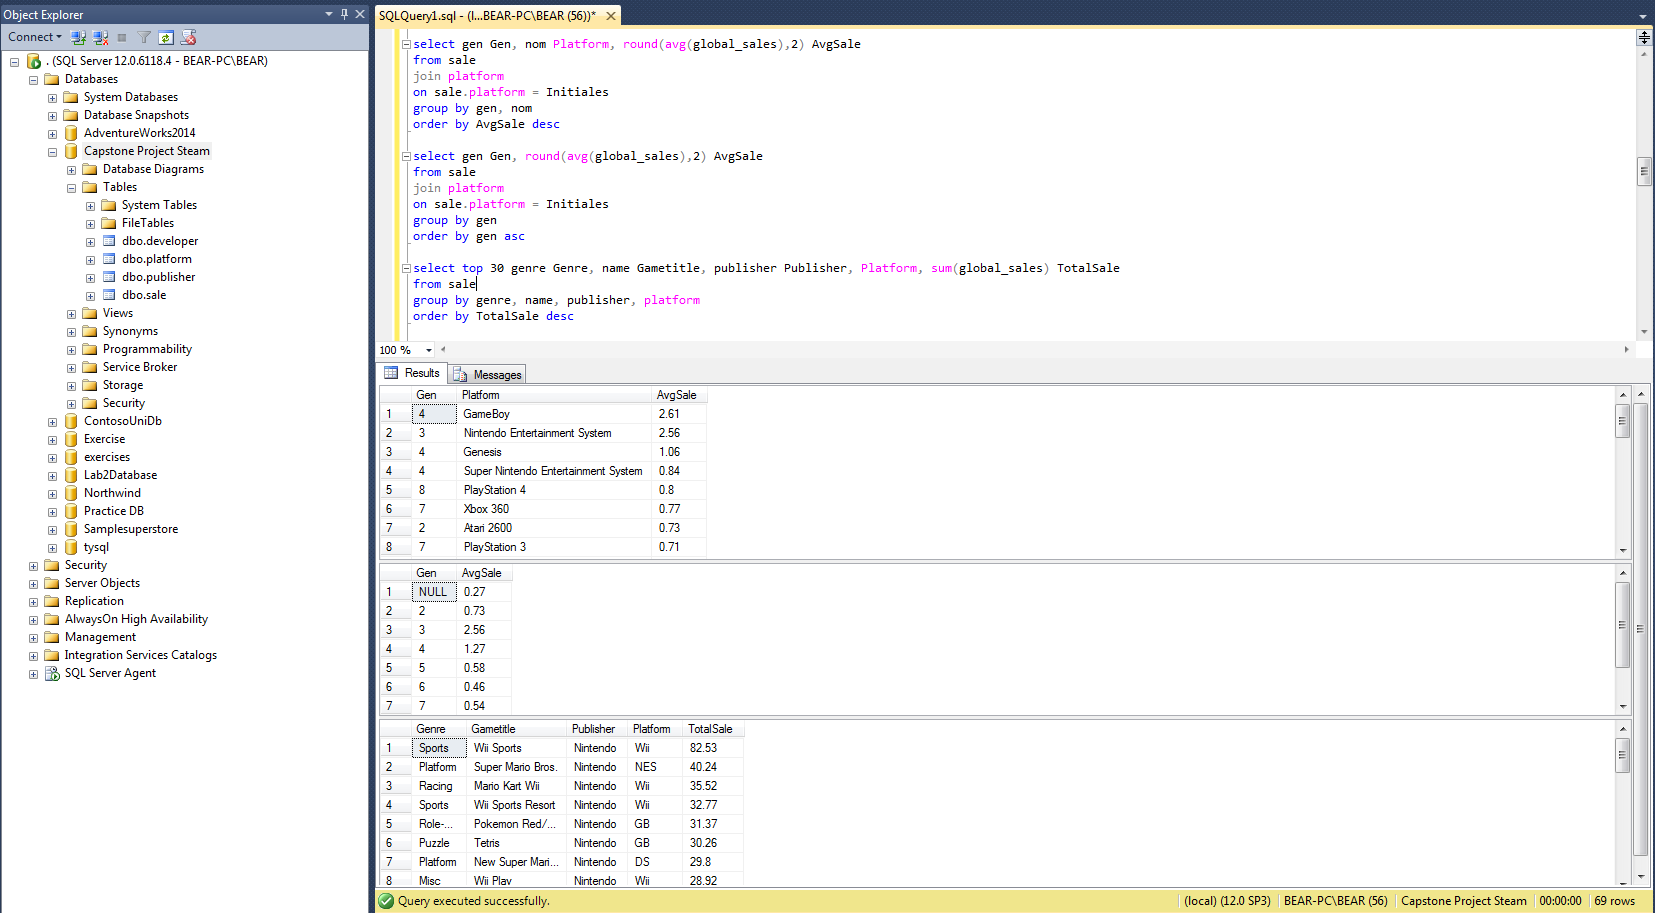 Object Explorer
Connect
. (SQL Server 12.0.6118.4 - BEAR-PC\BEAR)
Databases
System Databases
Database Snapshots
AdventureWorks2014
Capstone Project Steam
Database Diagrams
Tables
System Tables
FileTables
dbo.developer
dbo.platform
dbo.publisher
dbo.sale
Views
Synonyms
Programmability
Service Broker
Storage
Security
ContosoUniDb
Exercise
exercises
Lab2Database
Northwind
Practice DB
Samplesuperstore
tysql
Security
Server Objects
Replication
AlwaysOn High Availability
Management
Integration Services Catalogs
SQL Server Agent
SQLQuery1.sql - (l...BEAR-PC\BEAR (56))*
select gen Gen, nom Platform, round(avg(global_sales),2) AvgSale
from sale
join platform
on sale.platform = Initiales
group by gen, nom
order by AvgSale desc
select gen Gen, round(avg(global_sales),2) AvgSale
from sale
join platform
on sale.platform = Initiales
group by gen
order by gen asc
select top 30 genre Genre, name Gametitle, publisher Publisher, Platform, sum(global_sales) TotalSale
from sale
group by genre, name, publisher, platform
order by TotalSale desc
100 %
Results Messages
Gen Platform AvgSale
1 4 GameBoy 2.61
2 3 Nintendo Entertainment System 2.56
3 4 Genesis 1.06
4 4 Super Nintendo Entertainment System 0.84
5 8 PlayStation 4 0.8
6 7 Xbox 360 0.77
7 2 Atari 2600 0.73
8 7 PlayStation 3 0.71
Gen AvgSale
1 NULL 0.27
2 2 0.73
3 3 2.56
4 4 1.27
5 5 0.58
6 6 0.46
7 7 0.54
Genre Gametitle Publisher Platform TotalSale
1 Sports Wii Sports Nintendo Wii 82.53
2 Platform Super Mario Bros. Nintendo NES 40.24
3 Racing Mario Kart Wii Nintendo Wii 35.52
4 Sports Wii Sports Resort Nintendo Wii 32.77
5 Role-... Pokemon Red/... Nintendo GB 31.37
6 Puzzle Tetris Nintendo GB 30.26
7 Platform New Super Mari... Nintendo DS 29.8
8 Misc Wii Play Nintendo Wii 28.92
Query executed successfully. (local) (12.0 SP3) BEAR-PC\BEAR (56) Capstone Project Steam 00:00:00 69 rows